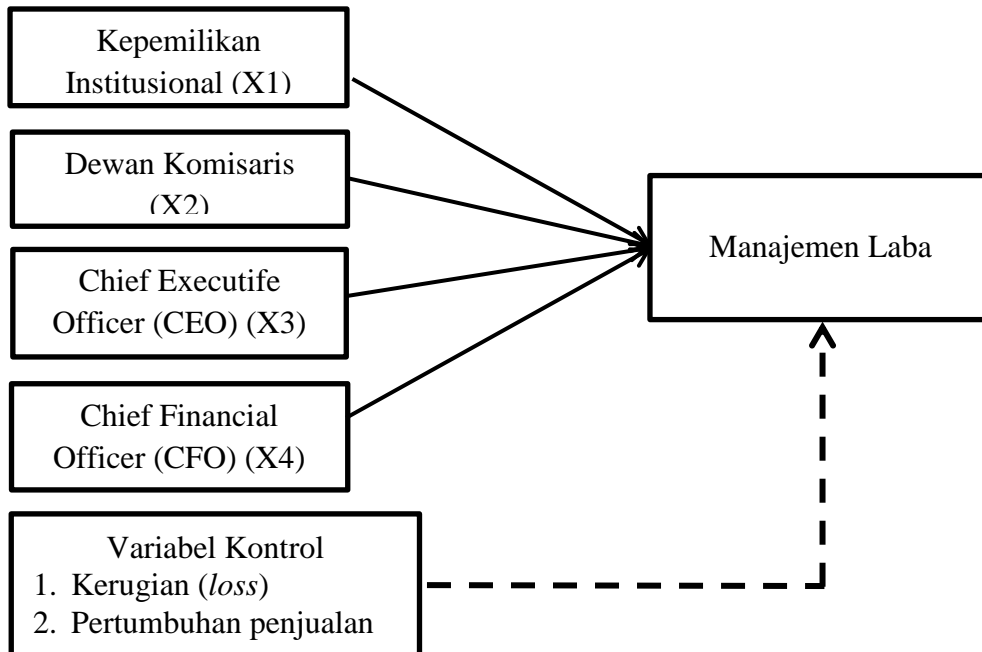 Kepemilikan
Institusional (X1)
Dewan Komisaris
(X2)
Chief Executife
Officer (CEO) (X3)
Chief Financial
Officer (CFO) (X4)
Variabel Kontrol
1. Kerugian (loss)
2. Pertumbuhan penjualan
Manajemen Laba